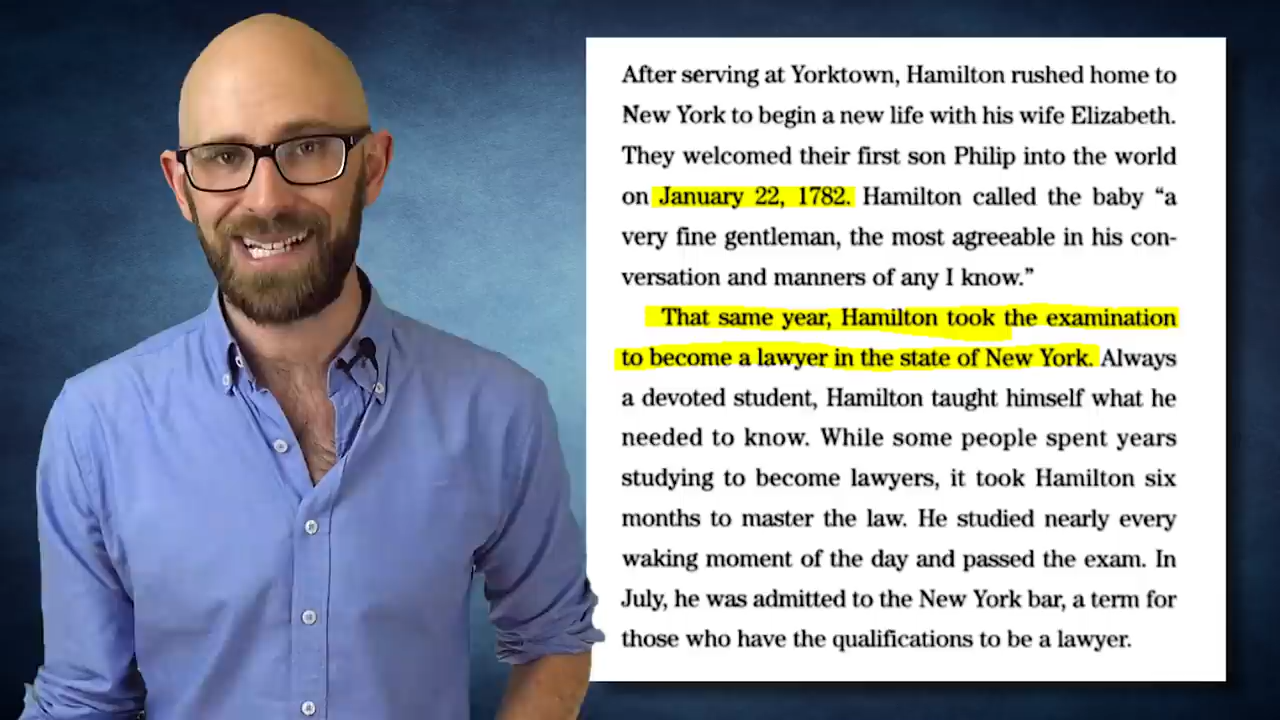 After serving at Yorktown, Hamilton rushed home to
New York to begin a new life with his wife Elizabeth.
They welcomed their first son Philip into the world
on January 22, 1782. Hamilton called the baby “a
very fine gentleman, the most agreeable in his con-
versation and manners of any I know.”
That same year, Hamilton took the examination
to become a lawyer in the state of New York. Always
a devoted student, Hamilton taught himself what he
needed to know. While some people spent years
studying to become lawyers, it took Hamilton six
months to master the law. He studied nearly every
waking moment of the day and passed the exam. In
July, he was admitted to the New York bar, a term for
those who have the qualifications to be a lawyer.